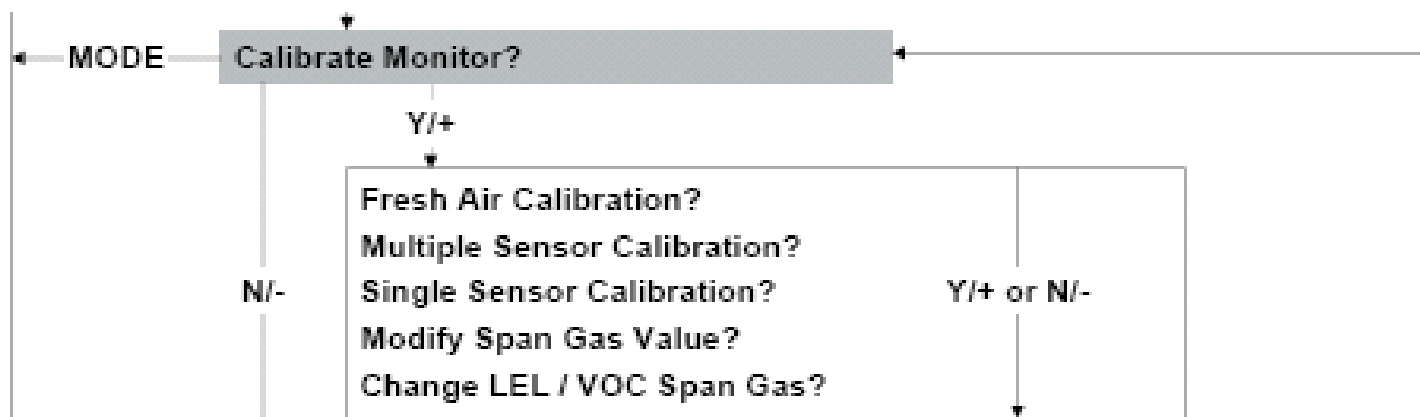 MODE
Calibrate Monitor?
Y/+
Fresh Air Calibration?
Multiple Sensor Calibration?
N/-
Single Sensor Calibration?
Y/+ or N/-
Modify Span Gas Value?
Change LEL / VOC Span Gas?